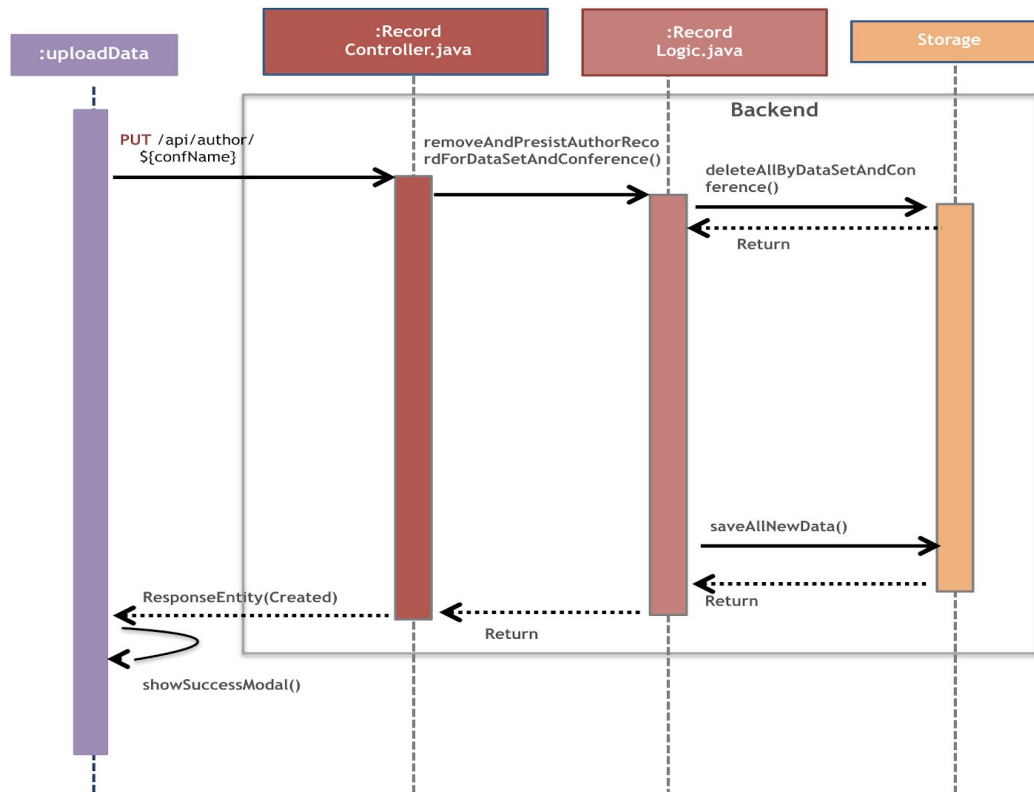 :uploadData
:Record
Controller.java
:Record
Logic.java
Storage
Backend
PUT /api/author/
${confName}
removeAndPresistAuthorReco
rdForDataSetAndConference()
deleteAllByDataSetAndCon
ference()
Return
saveAllNewData()
Return
ResponseEntity(Created)
Return
showSuccessModal()